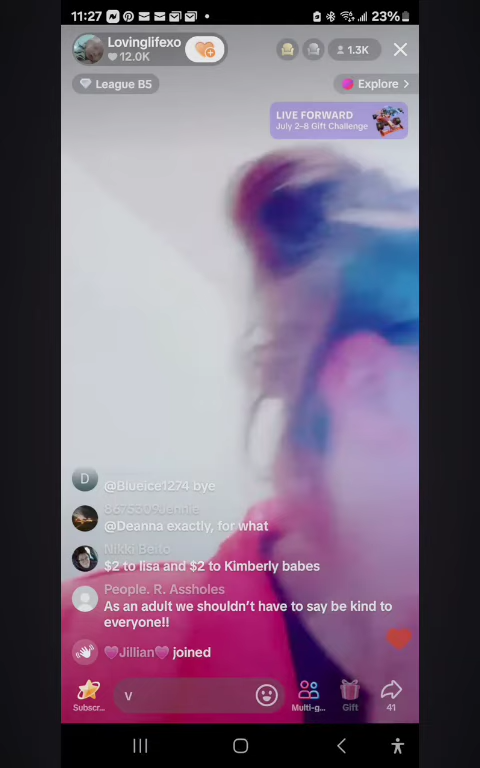 11:27
23%
Lovinglifexo
12.0K
1.3K
League B5
Explore >
LIVE FORWARD
July 2–8 Gift Challenge
D
@Blueice1274 bye
8675309Jennie
@Deanna exactly, for what
Nikki Beito
$2 to lisa and $2 to Kimberly babes
People. R. Assholes
As an adult we shouldn't have to say be kind to
everyone!!
💜Jillian💜 joined
v
Subscr... Multi-g... Gift 41